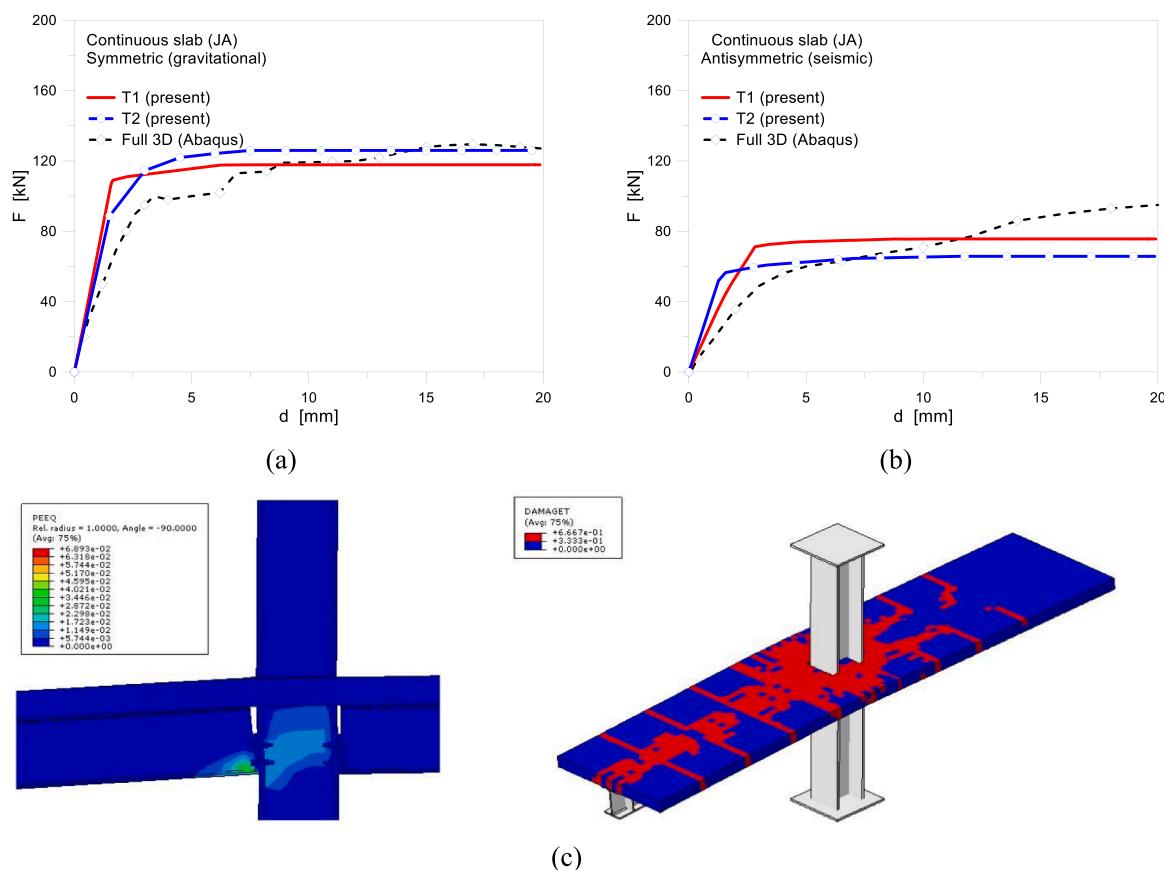 200
160
120
80
40
0
F [kN]
Continuous slab (JA)
Symmetric (gravitational)
T1 (present)
T2 (present)
Full 3D (Abaqus)
0 5 10 15 20
d [mm]
(a)
200
160
120
80
40
0
F [kN]
Continuous slab (JA)
Antisymmetric (seismic)
T1 (present)
T2 (present)
Full 3D (Abaqus)
0 5 10 15 20
d [mm]
(b)
PEEQ
Rel. radius = 1.0000, Angle = -90.0000
(Avg: 75%)
+6.893e-02
+6.318e-02
+5.744e-02
+5.170e-02
+4.595e-02
+4.021e-02
+3.446e-02
+2.872e-02
+2.298e-02
+1.723e-02
+1.149e-02
+5.744e-03
+0.000e+00
DAMAGET
(Avg: 75%)
+6.667e-01
+3.333e-01
+0.000e+00
(c)